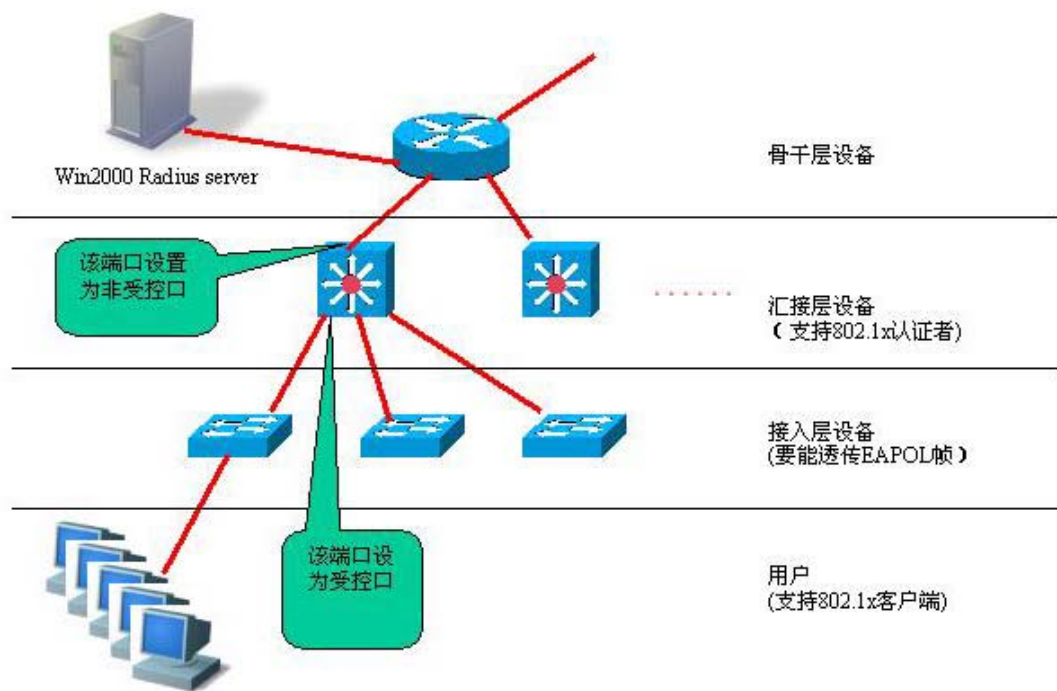 Win2000 Radius server
骨干层设备
该端口设置
为非受控口
汇接层设备
（ 支持802.1x认证者)
接入层设备
(要能透传EAPOL帧 ）
该端口设
为受控口
用户
(支持802.1x客户端)